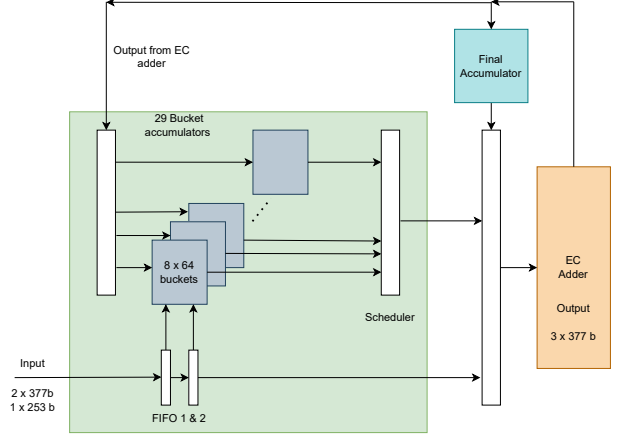 Output from EC
adder
Final
Accumulator
29 Bucket
accumulators
8 x 64
buckets
EC
Adder
Output
3 x 377 b
Scheduler
Input
2 x 377b
1 x 253 b
FIFO 1 & 2